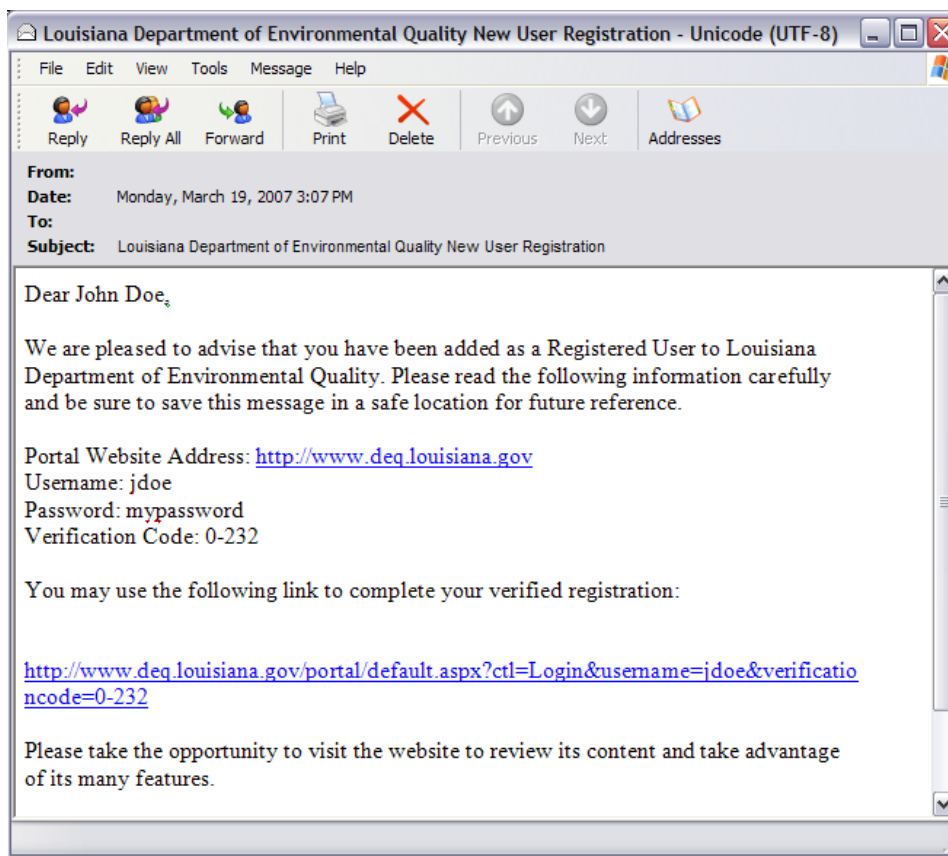 Louisiana Department of Environmental Quality New User Registration - Unicode (UTF-8)
File Edit View Tools Message Help
Reply Reply All Forward Print Delete Previous Next Addresses
From:
Date: Monday, March 19, 2007 3:07 PM
To:
Subject: Louisiana Department of Environmental Quality New User Registration
Dear John Doe,
We are pleased to advise that you have been added as a Registered User to Louisiana
Department of Environmental Quality. Please read the following information carefully
and be sure to save this message in a safe location for future reference.
Portal Website Address: http://www.deq.louisiana.gov
Username: jdoe
Password: mypassword
Verification Code: 0-232
You may use the following link to complete your verified registration:
http://www.deq.louisiana.gov/portal/default.aspx?ctl=Login&username=jdoe&verificatio
ncode=0-232
Please take the opportunity to visit the website to review its content and take advantage
of its many features.